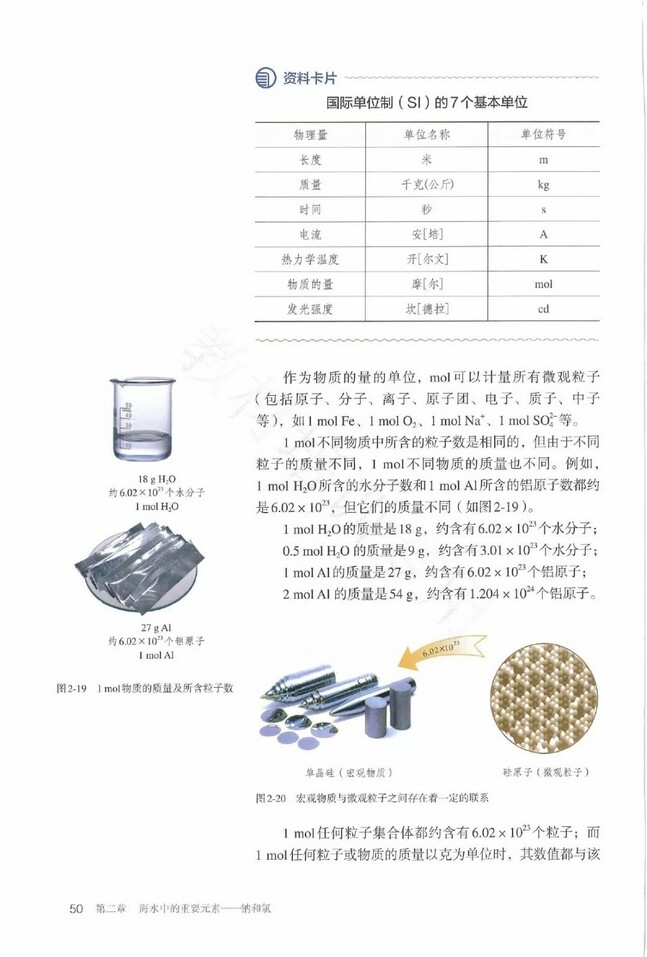 资料卡片
国际单位制(SI)的7个基本单位
物理量 单位名称 单位符号
长度 米 m
质量 千克(公斤) kg
时间 秒 s
电流 安[培] A
热力学温度 开[尔文] K
物质的量 摩[尔] mol
发光强度 坎[德拉] cd
作为物质的量的单位，mol可以计量所有微观粒子
(包括原子、分子、离子、原子团、电子、质子、中子
等)，如1 mol Fe、1 mol O₂、1 mol Na⁺、1 mol SO₄²⁻等。
1 mol不同物质中所含的粒子数是相同的，但由于不同
粒子的质量不同，1 mol不同物质的质量也不同。例如，
1 mol H₂O所含的水分子数和1 mol Al所含的铝原子数都约
是6.02×10²³，但它们的质量不同(如图2-19)。
1 mol H₂O的质量是18 g，约含有6.02×10²³个水分子；
0.5 mol H₂O 的质量是9 g，约含有3.01×10²³个水分子；
1 mol Al的质量是27 g，约含有6.02×10²³个铝原子；
2 mol Al 的质量是54 g，约含有1.204×10²⁴个铝原子。
18 g H₂O
约6.02×10²³个水分子
1 mol H₂O
27 g Al
约6.02×10²³个铝原子
1 mol Al
图2-19 1 mol物质的质量及所含粒子数
6.02×10²³
单晶硅(宏观物质) 硅原子(微观粒子)
图2-20 宏观物质与微观粒子之间存在着一定的联系
1 mol任何粒子集合体都约含有6.02×10²³个粒子；而
1 mol任何粒子或物质的质量以克为单位时，其数值都与该
50 第二章 海水中的重要元素——钠和氯